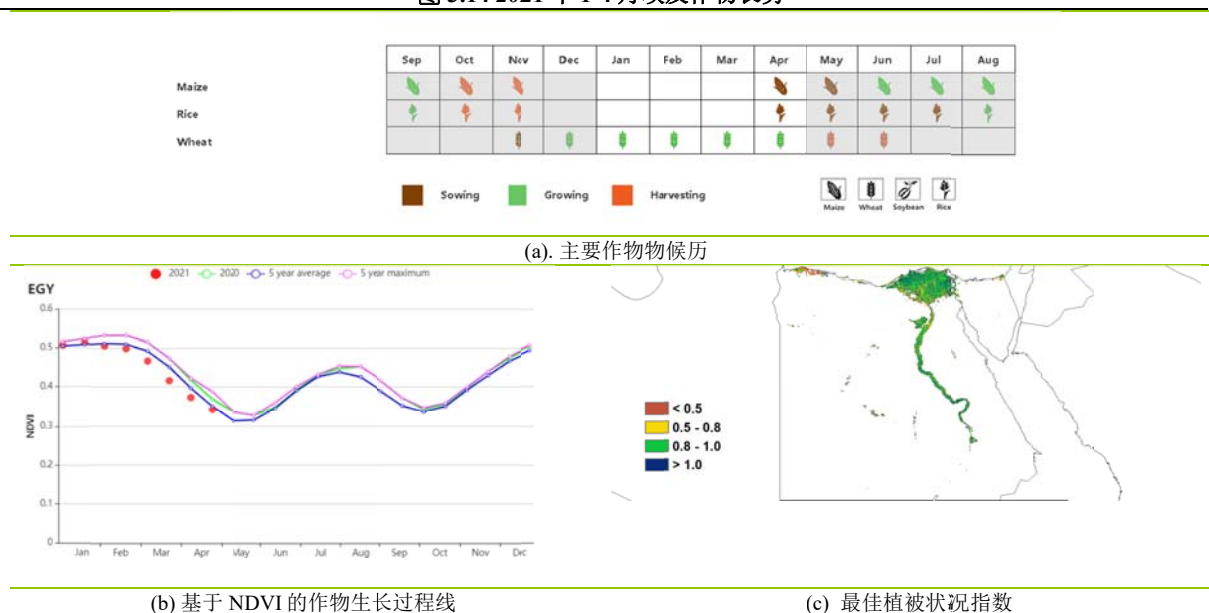 Sep Oct Nov Dec Jan Feb Mar Apr May Jun Jul Aug
Maize
Rice
Wheat
Sowing Growing Harvesting
Maize Wheat Soybean Rice
(a). 主要作物物候历
2021 2020 5 year average 5 year maximum
EGY
0.6
0.5
0.4
0.3
0.2
0.1
0
NDVI
Jan Feb Mar Apr May Jun Jul Aug Sep Oct Nov Dec
< 0.5
0.5 - 0.8
0.8 - 1.0
> 1.0
(b) 基于 NDVI 的作物生长过程线
(c) 最佳植被状况指数